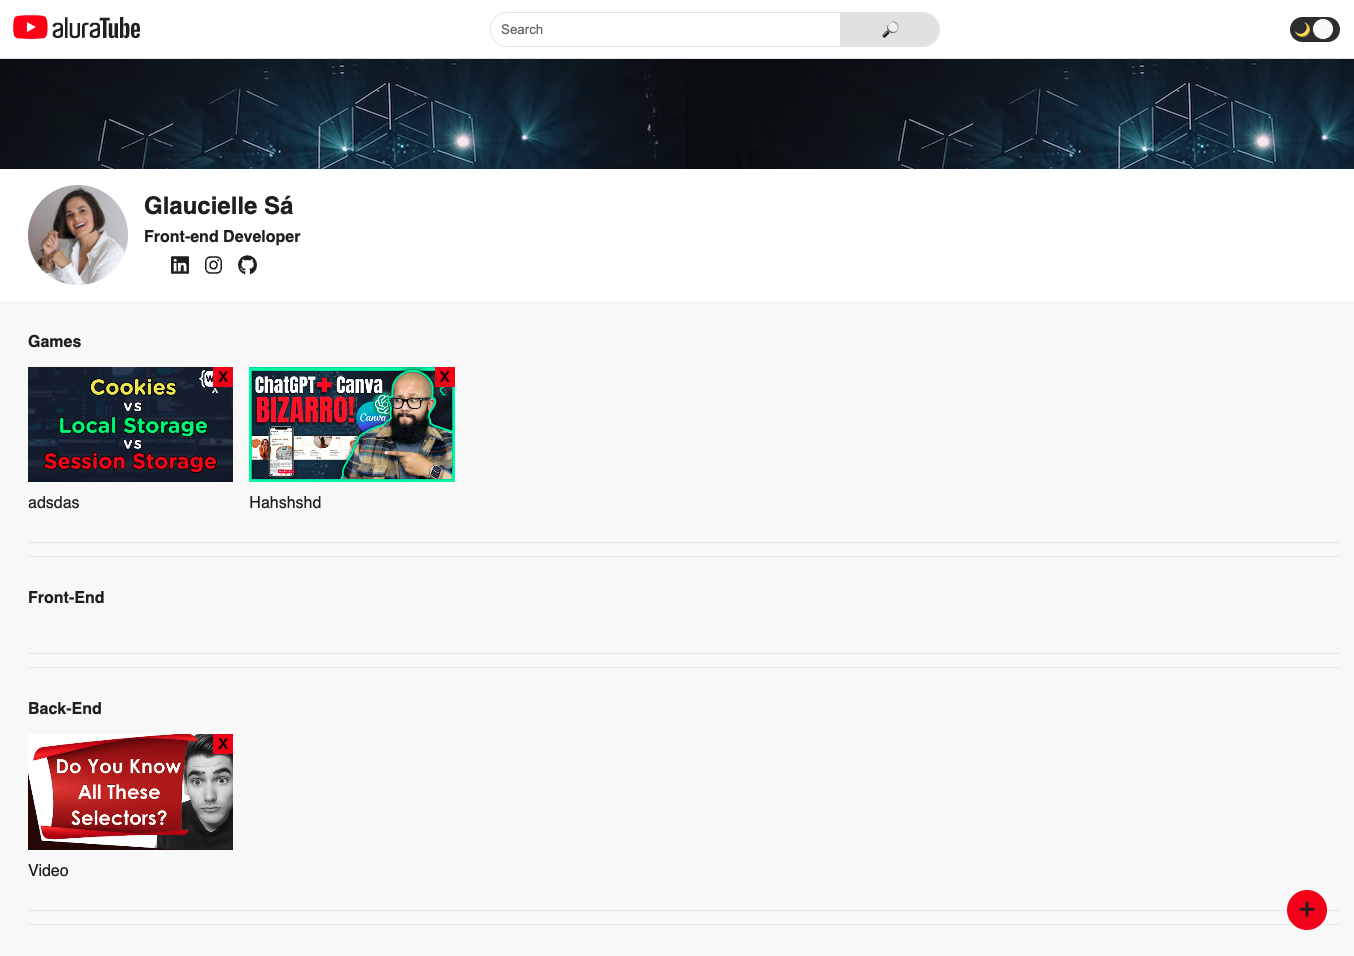 aluraTube
Search
Glaucielle Sá
Front-end Developer
Games
Cookies
vs
Local Storage
vs
Session Storage
X
ChatGPT + Canva
BIZARRO!
Canva
X
adsdas
Hahshshd
Front-End
Back-End
Do You Know
All These
Selectors?
X
Video
+